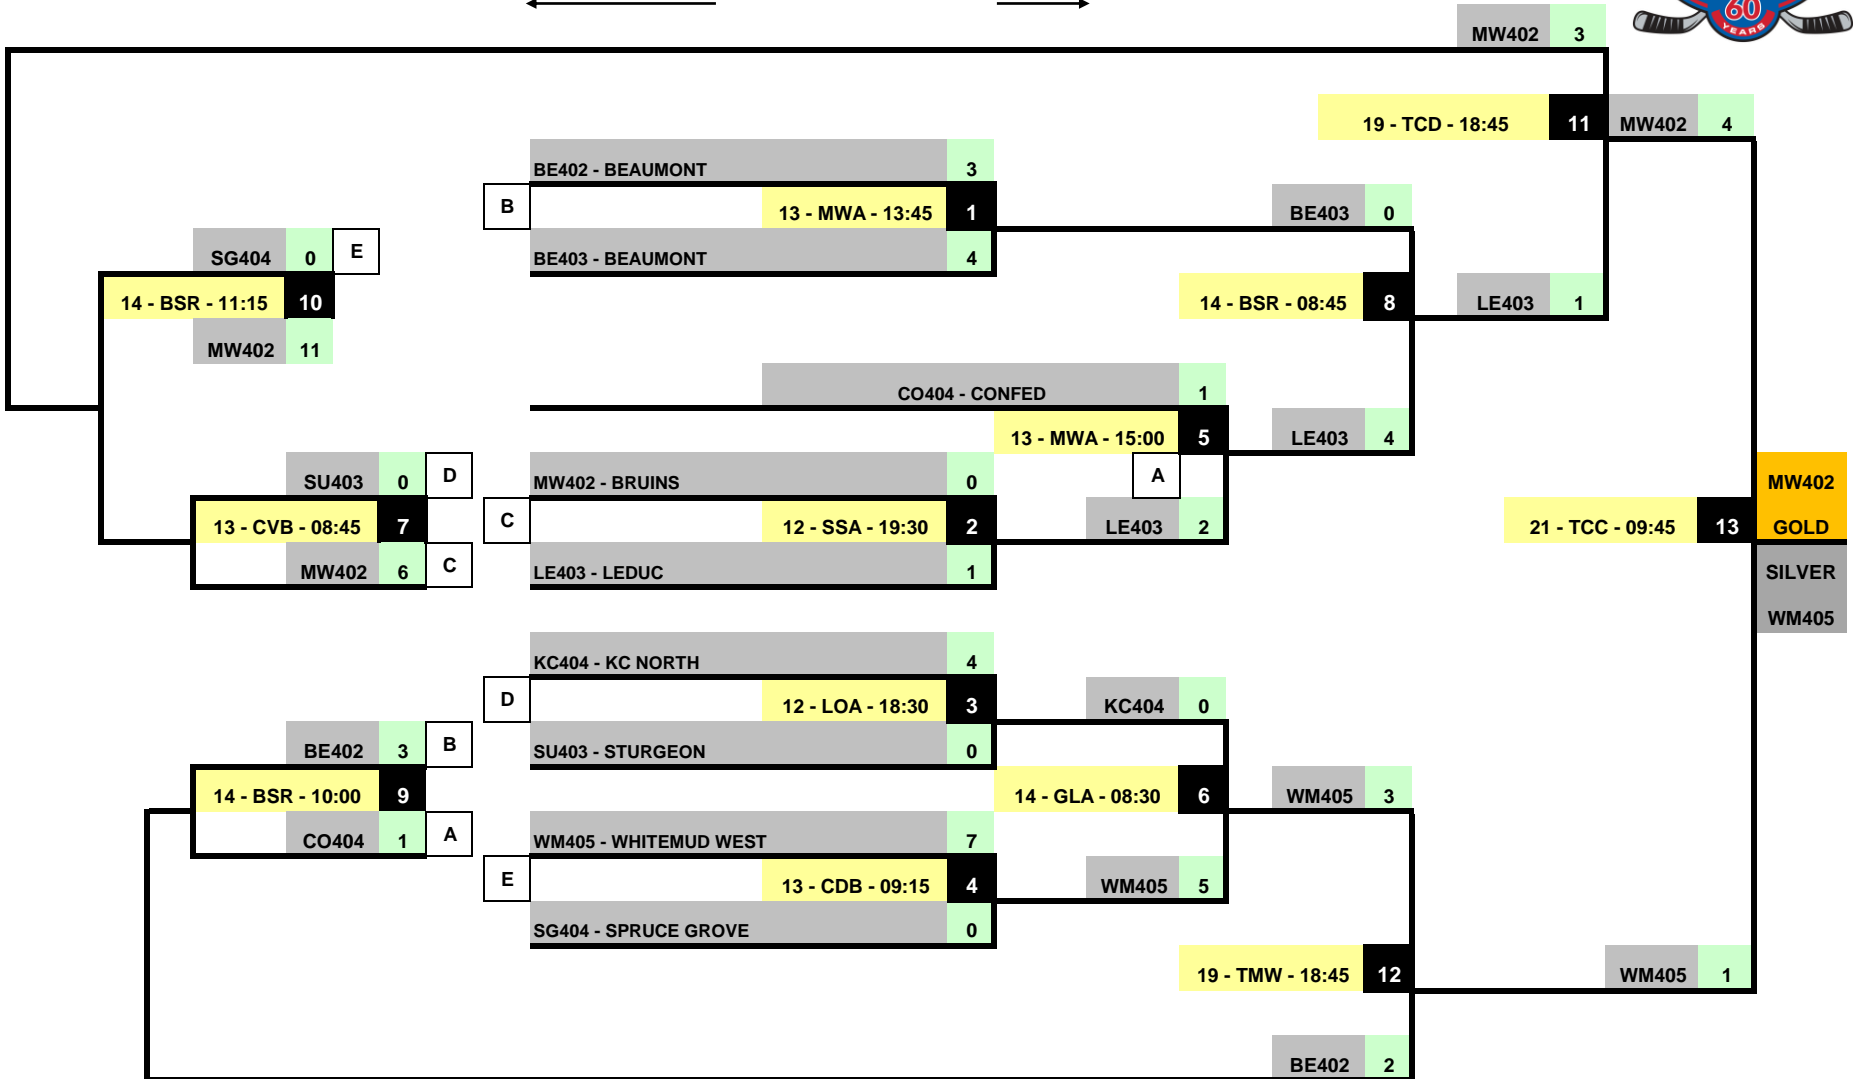 60
YEARS
MW402 3
19 - TCD - 18:45 11 MW402 4
BE402 - BEAUMONT 3
B 13 - MWA - 13:45 1 BE403 0
SG404 0 E BE403 - BEAUMONT 4
14 - BSR - 11:15 10 14 - BSR - 08:45 8 LE403 1
MW402 11
CO404 - CONFED 1
13 - MWA - 15:00 5 LE403 4
SU403 0 D MW402 - BRUINS 0 A MW402
13 - CVB - 08:45 7 C 12 - SSA - 19:30 2 LE403 2 21 - TCC - 09:45 13 GOLD
MW402 6 C LE403 - LEDUC 1 SILVER
WM405
KC404 - KC NORTH 4
D 12 - LOA - 18:30 3 KC404 0
BE402 3 B SU403 - STURGEON 0
14 - BSR - 10:00 9 14 - GLA - 08:30 6 WM405 3
CO404 1 A WM405 - WHITEMUD WEST 7
E 13 - CDB - 09:15 4 WM405 5
SG404 - SPRUCE GROVE 0
19 - TMW - 18:45 12 WM405 1
BE402 2